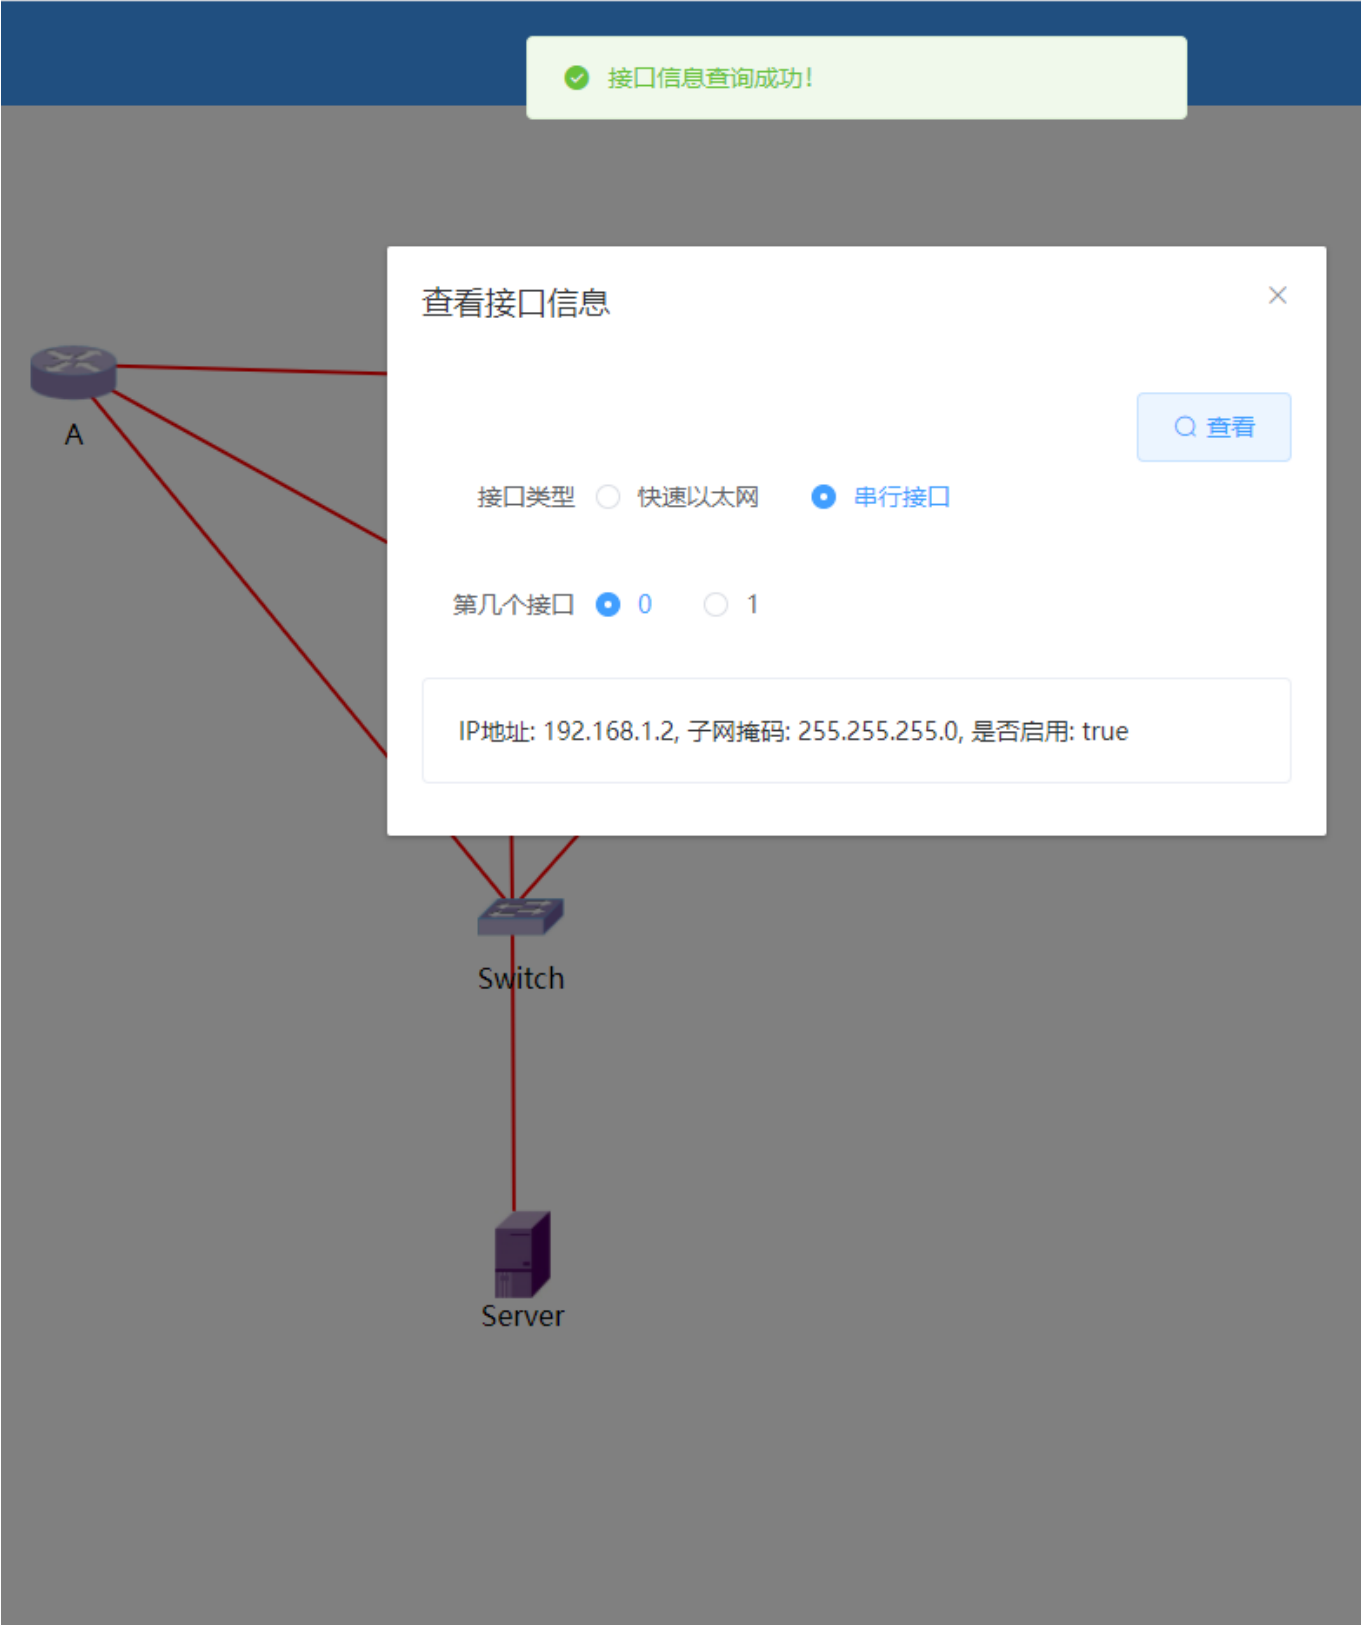 接口信息查询成功!
查看接口信息
查看
接口类型 快速以太网 串行接口
第几个接口 0 1
IP地址: 192.168.1.2, 子网掩码: 255.255.255.0, 是否启用: true
A
Switch
Server